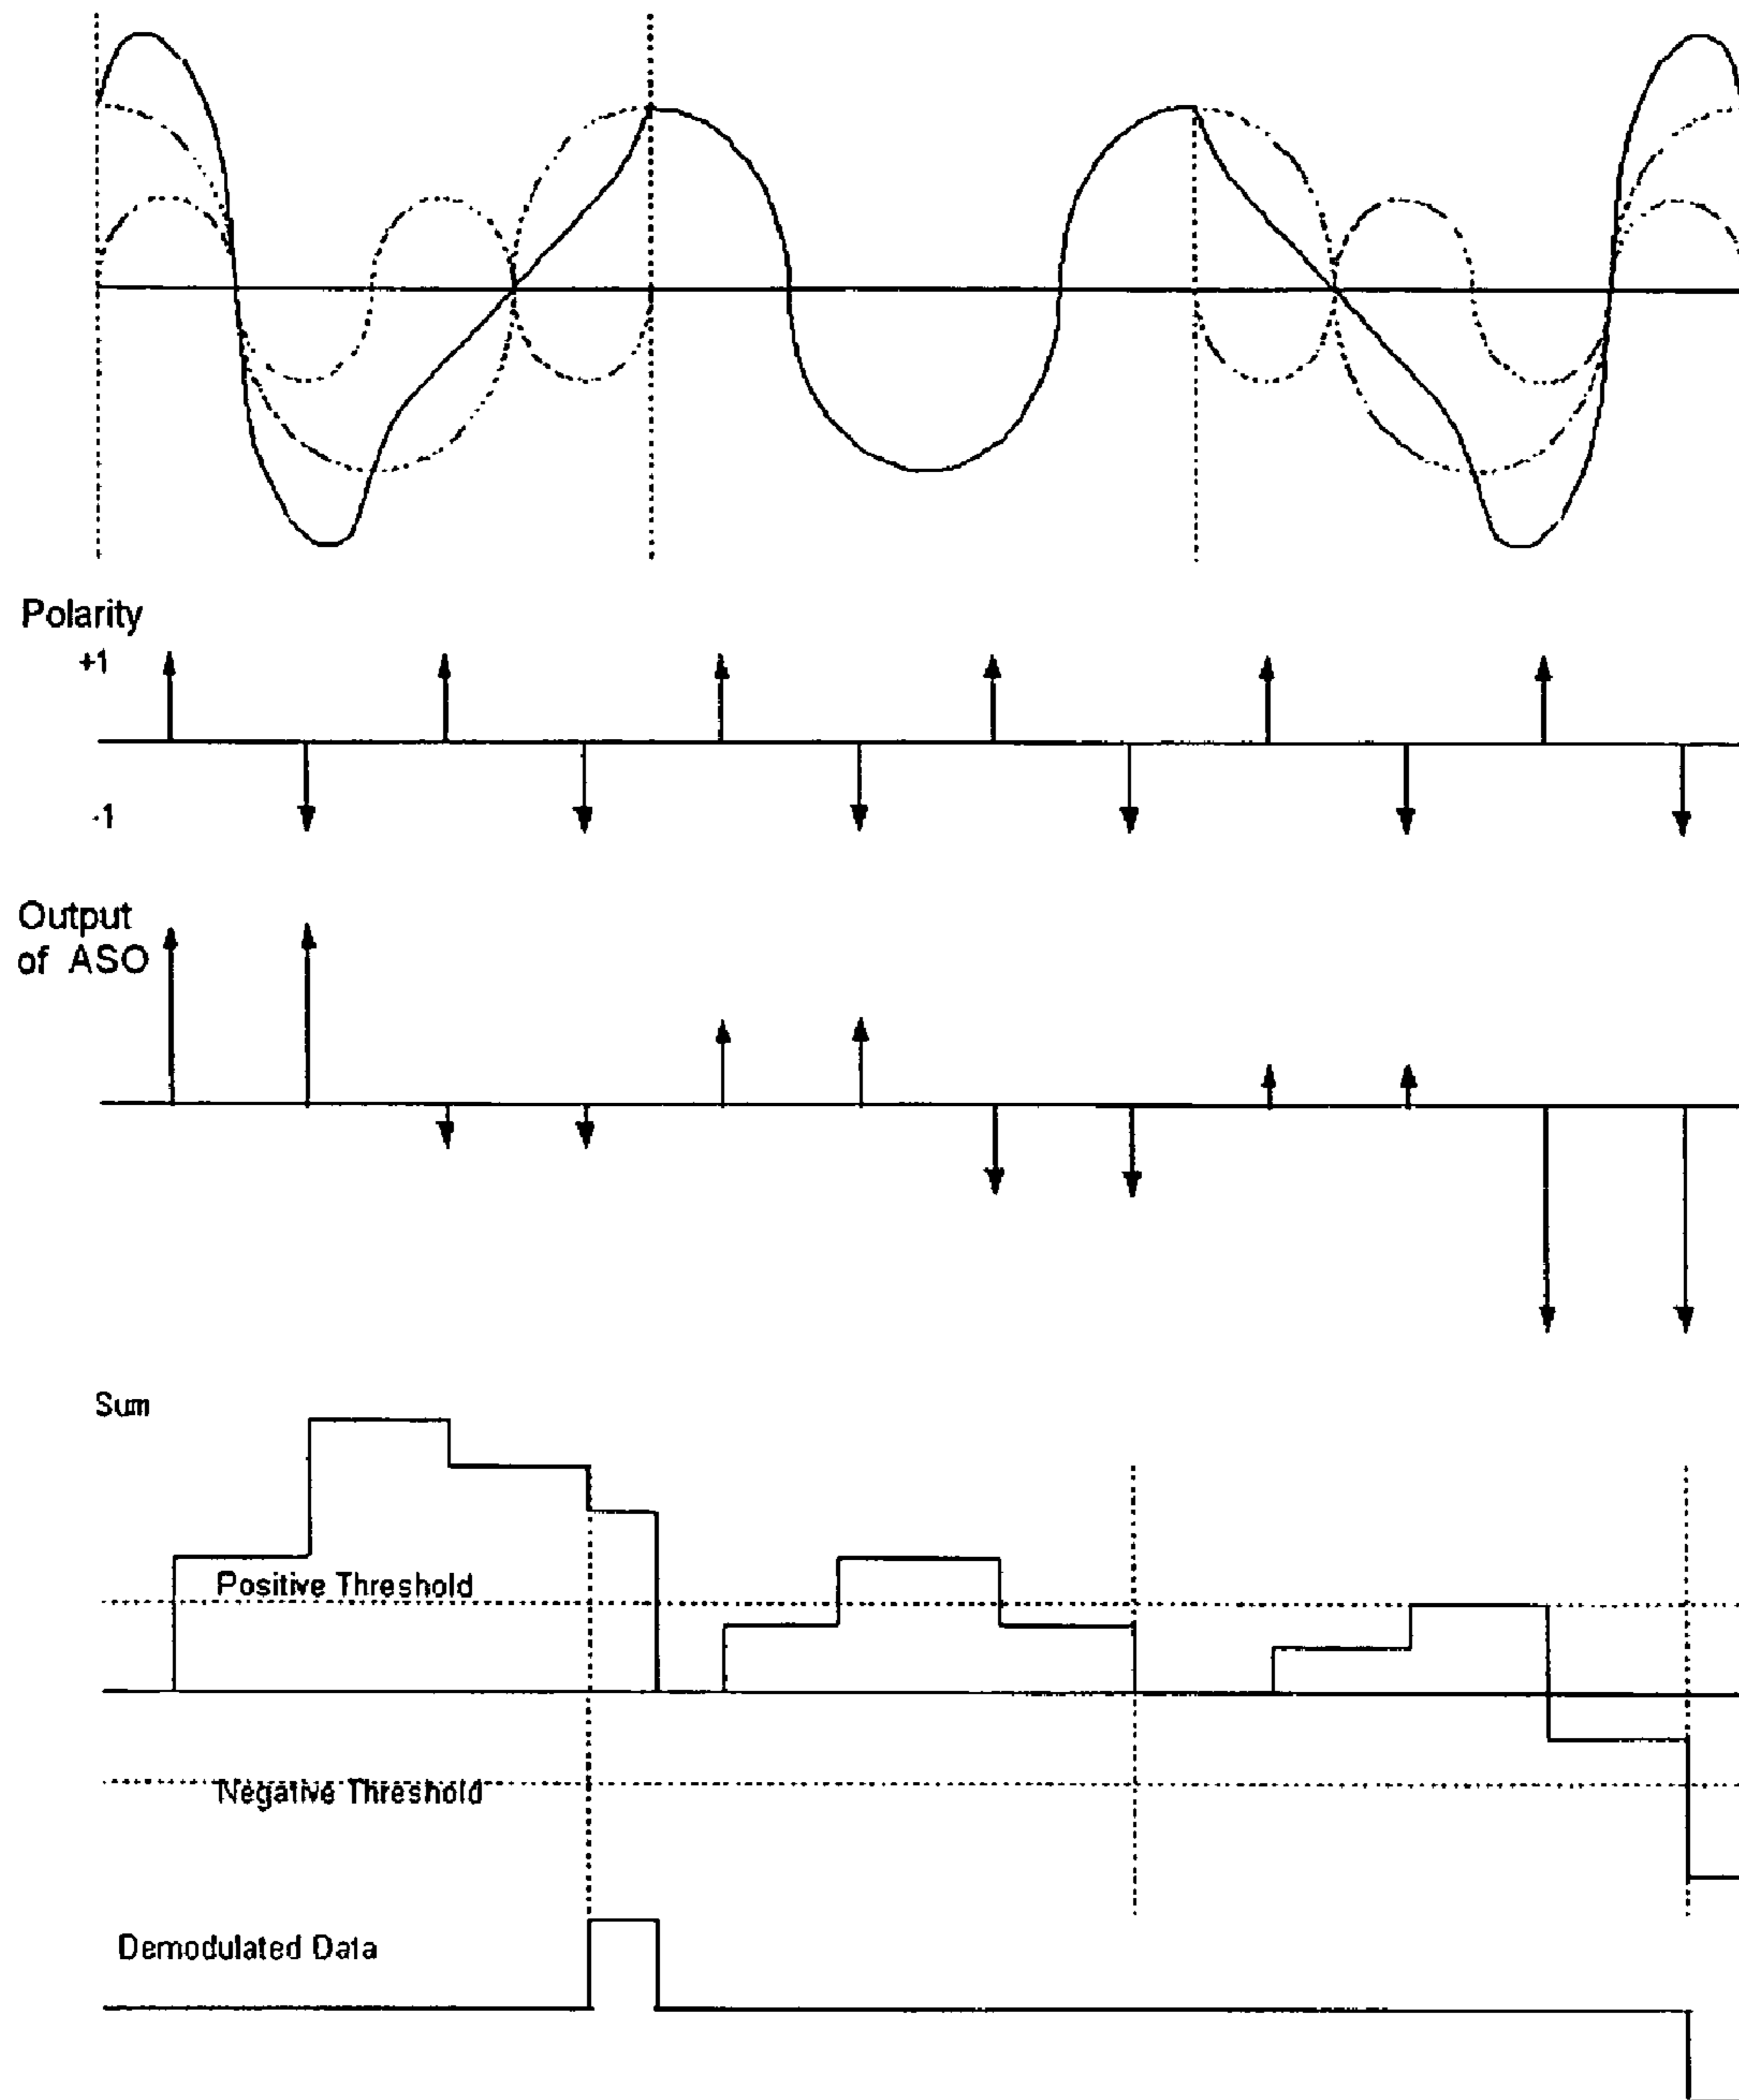 Polarity
+1
-1
Output
of ASO
Sum
Positive Threshold
Negative Threshold
Demodulated Data